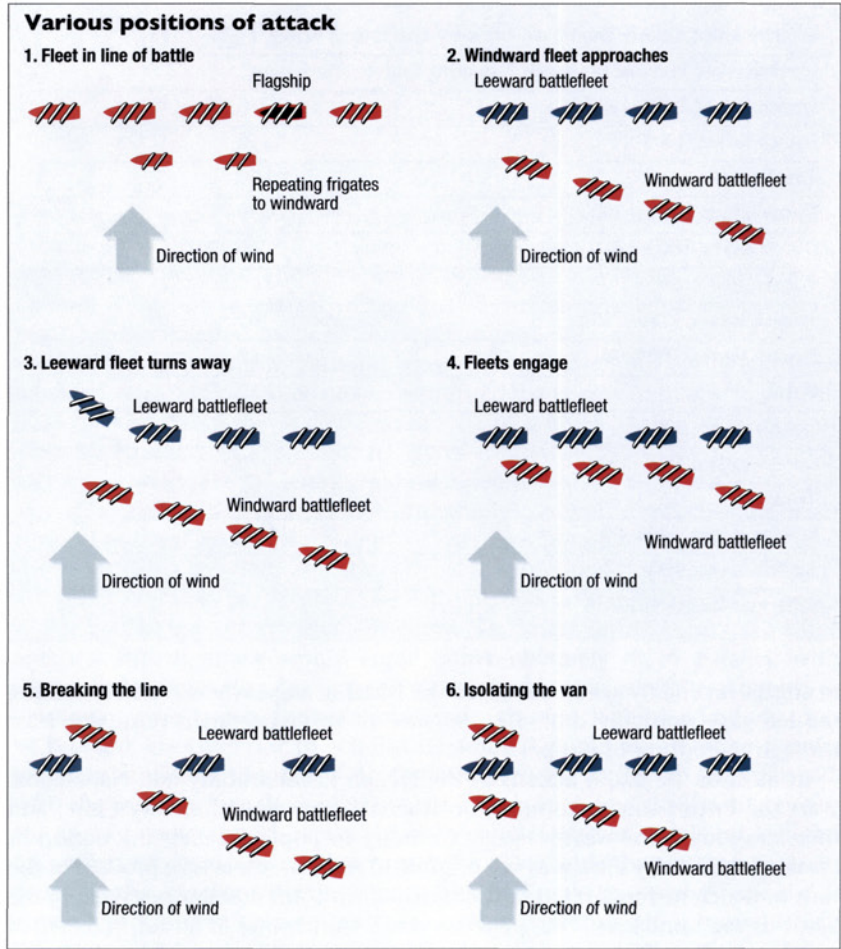 Various positions of attack
1. Fleet in line of battle
Flagship
Repeating frigates
to windward
Direction of wind
2. Windward fleet approaches
Leeward battlefleet
Windward battlefleet
Direction of wind
3. Leeward fleet turns away
Leeward battlefleet
Windward battlefleet
Direction of wind
4. Fleets engage
Leeward battlefleet
Windward battlefleet
Direction of wind
5. Breaking the line
Leeward battlefleet
Windward battlefleet
Direction of wind
6. Isolating the van
Leeward battlefleet
Windward battlefleet
Direction of wind